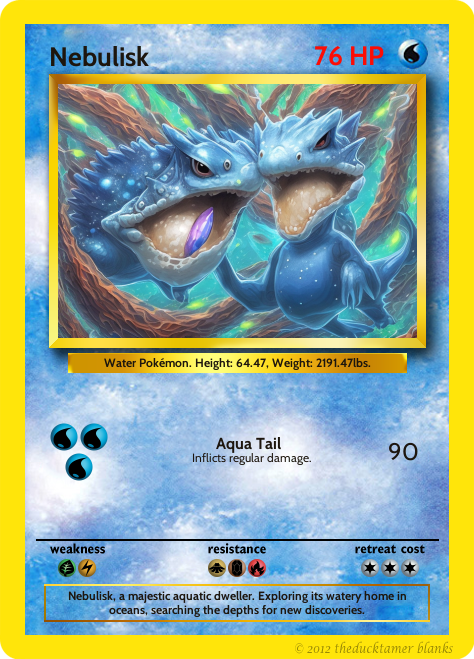 Nebulisk 76 HP
Water Pokémon. Height: 64.47, Weight: 2191.47lbs.
Aqua Tail 90
Inflicts regular damage.
weakness resistance retreat cost
Nebulisk, a majestic aquatic dweller. Exploring its watery home in
oceans, searching the depths for new discoveries.
© 2012 theducktamer blanks